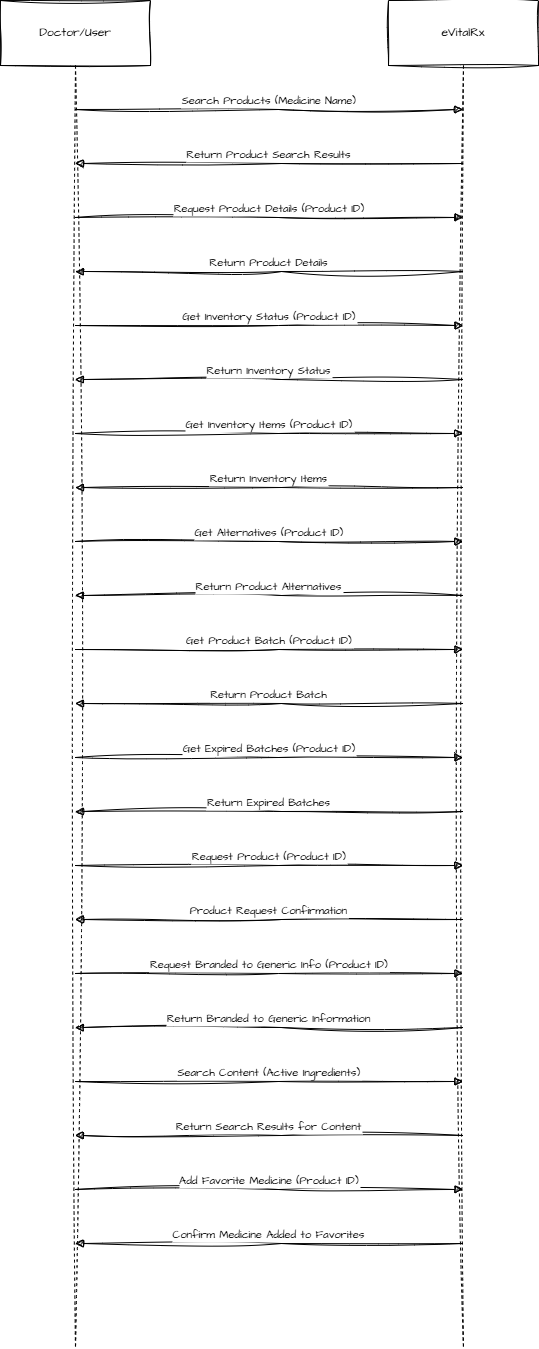 Doctor/User
eVitalRx
Search Products (Medicine Name)
Return Product Search Results
Request Product Details (Product ID)
Return Product Details
Get Inventory Status (Product ID)
Return Inventory Status
Get Inventory Items (Product ID)
Return Inventory Items
Get Alternatives (Product ID)
Return Product Alternatives
Get Product Batch (Product ID)
Return Product Batch
Get Expired Batches (Product ID)
Return Expired Batches
Request Product (Product ID)
Product Request Confirmation
Request Branded to Generic Info (Product ID)
Return Branded to Generic Information
Search Content (Active Ingredients)
Return Search Results for Content
Add Favorite Medicine (Product ID)
Confirm Medicine Added to Favorites